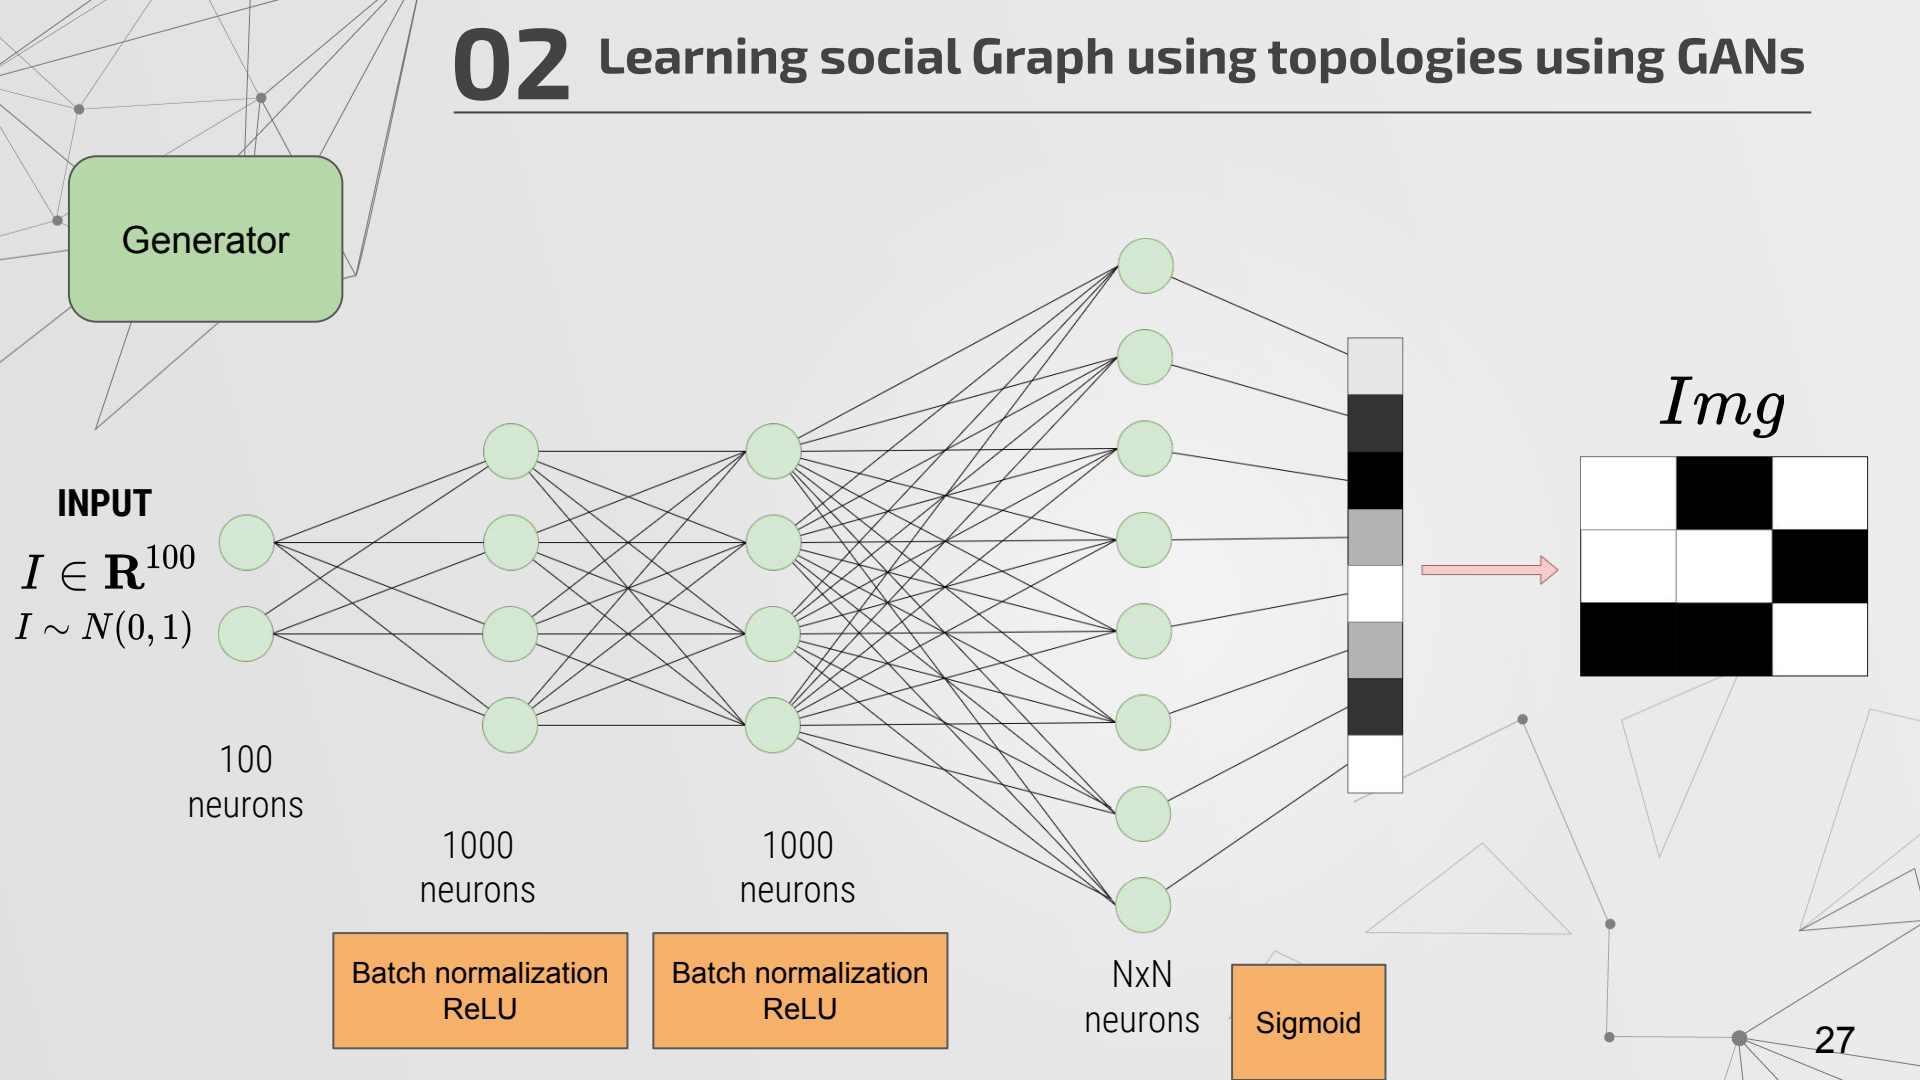 02 Learning social Graph using topologies using GANs
Generator
INPUT
I ∈ R^100
I ~ N(0, 1)
100
neurons
1000
neurons
1000
neurons
Batch normalization
ReLU
Batch normalization
ReLU
NxN
neurons
Sigmoid
Img
27